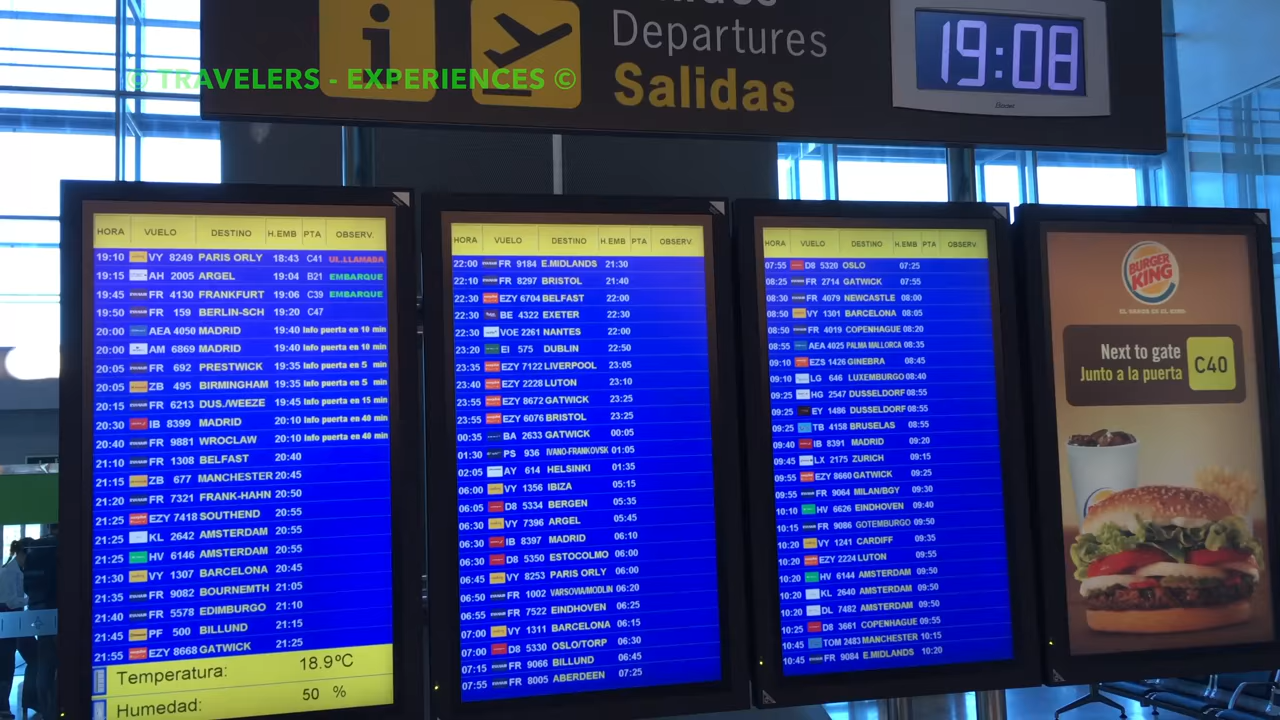 Departures
Salidas
19:08
© TRAVELERS - EXPERIENCES ©
HORA VUELO DESTINO H.EMB PTA OBSERV.
19:10 VY 8249 PARIS ORLY 18:43 C41 UL.LLAMADA
19:15 AH 2005 ARGEL 19:04 B21 EMBARQUE
19:45 FR 4130 FRANKFURT 19:06 C39 EMBARQUE
19:50 FR 159 BERLIN-SCH 19:20 C47
20:00 AEA 4050 MADRID 19:40 Info puerta en 10 min
20:00 AM 6869 MADRID 19:40 Info puerta en 10 min
20:05 FR 692 PRESTWICK 19:35 Info puerta en 5 min
20:05 ZB 495 BIRMINGHAM 19:35 Info puerta en 5 min
20:15 FR 6213 DUS./WEEZE 19:45 Info puerta en 15 min
20:30 IB 8399 MADRID 20:10 Info puerta en 40 min
20:40 FR 9881 WROCLAW 20:10 Info puerta en 40 min
21:10 FR 1308 BELFAST 20:40
21:15 ZB 677 MANCHESTER 20:45
21:20 FR 7321 FRANK-HAHN 20:50
21:25 EZY 7418 SOUTHEND 20:55
21:25 KL 2642 AMSTERDAM 20:55
21:25 HV 6146 AMSTERDAM 20:55
21:30 VY 1307 BARCELONA 20:45
21:35 FR 9082 BOURNEMTH 21:05
21:40 FR 5578 EDIMBURGO 21:10
21:45 PF 500 BILLUND 21:15
21:55 EZY 8668 GATWICK 21:25
Temperatura: 18.9ºC
Humedad: 50 %
HORA VUELO DESTINO H.EMB PTA OBSERV.
22:00 FR 9184 E.MIDLANDS 21:30
22:10 FR 8297 BRISTOL 21:40
22:30 EZY 6704 BELFAST 22:00
22:30 BE 4322 EXETER 22:30
22:30 VOE 2261 NANTES 22:00
23:20 EI 575 DUBLIN 22:50
23:35 EZY 7122 LIVERPOOL 23:05
23:40 EZY 2228 LUTON 23:10
23:55 EZY 8672 GATWICK 23:25
23:55 EZY 6076 BRISTOL 23:25
00:35 BA 2633 GATWICK 00:05
01:30 PS 936 IVANO-FRANKOVSK 01:05
02:05 AY 614 HELSINKI 01:35
06:00 VY 1356 IBIZA 05:15
06:05 D8 5334 BERGEN 05:35
06:30 VY 7396 ARGEL 05:45
06:30 IB 8397 MADRID 06:10
06:30 D8 5350 ESTOCOLMO 06:00
06:45 VY 8253 PARIS ORLY 06:00
06:50 FR 1002 VARSOVIA/MODLIN 06:20
06:55 FR 7522 EINDHOVEN 06:25
07:00 VY 1311 BARCELONA 06:15
07:00 D8 5330 OSLO/TORP 06:30
07:15 FR 9066 BILLUND 06:45
07:55 FR 8005 ABERDEEN 07:25
HORA VUELO DESTINO H.EMB PTA OBSERV.
07:55 D8 5320 OSLO 07:25
08:25 FR 2714 GATWICK 07:55
08:30 FR 4079 NEWCASTLE 08:00
08:50 VY 1301 BARCELONA 08:05
08:50 FR 4019 COPENHAGUE 08:20
08:55 AEA 4025 PALMA MALLORCA 08:35
09:10 EZS 1426 GINEBRA 08:45
09:10 LG 646 LUXEMBURGO 08:40
09:25 HG 2547 DUSSELDORF 08:55
09:25 EY 1486 DUSSELDORF 08:55
09:25 TB 4158 BRUSELAS 08:55
09:40 IB 8391 MADRID 09:20
09:45 LX 2175 ZURICH 09:15
09:55 EZY 8660 GATWICK 09:25
09:55 FR 9064 MILAN/BGY 09:30
10:10 HV 6626 EINDHOVEN 09:40
10:15 FR 9086 GOTEMBURGO 09:50
10:20 VY 1241 CARDIFF 09:35
10:20 EZY 2224 LUTON 09:55
10:20 HV 6144 AMSTERDAM 09:50
10:20 KL 2640 AMSTERDAM 09:50
10:20 DL 7482 AMSTERDAM 09:50
10:25 D8 3661 COPENHAGUE 09:55
10:45 TOM 2483 MANCHESTER 10:15
10:45 FR 9084 E.MIDLANDS 10:20
BURGER
KING
Next to gate
Junto a la puerta
C40